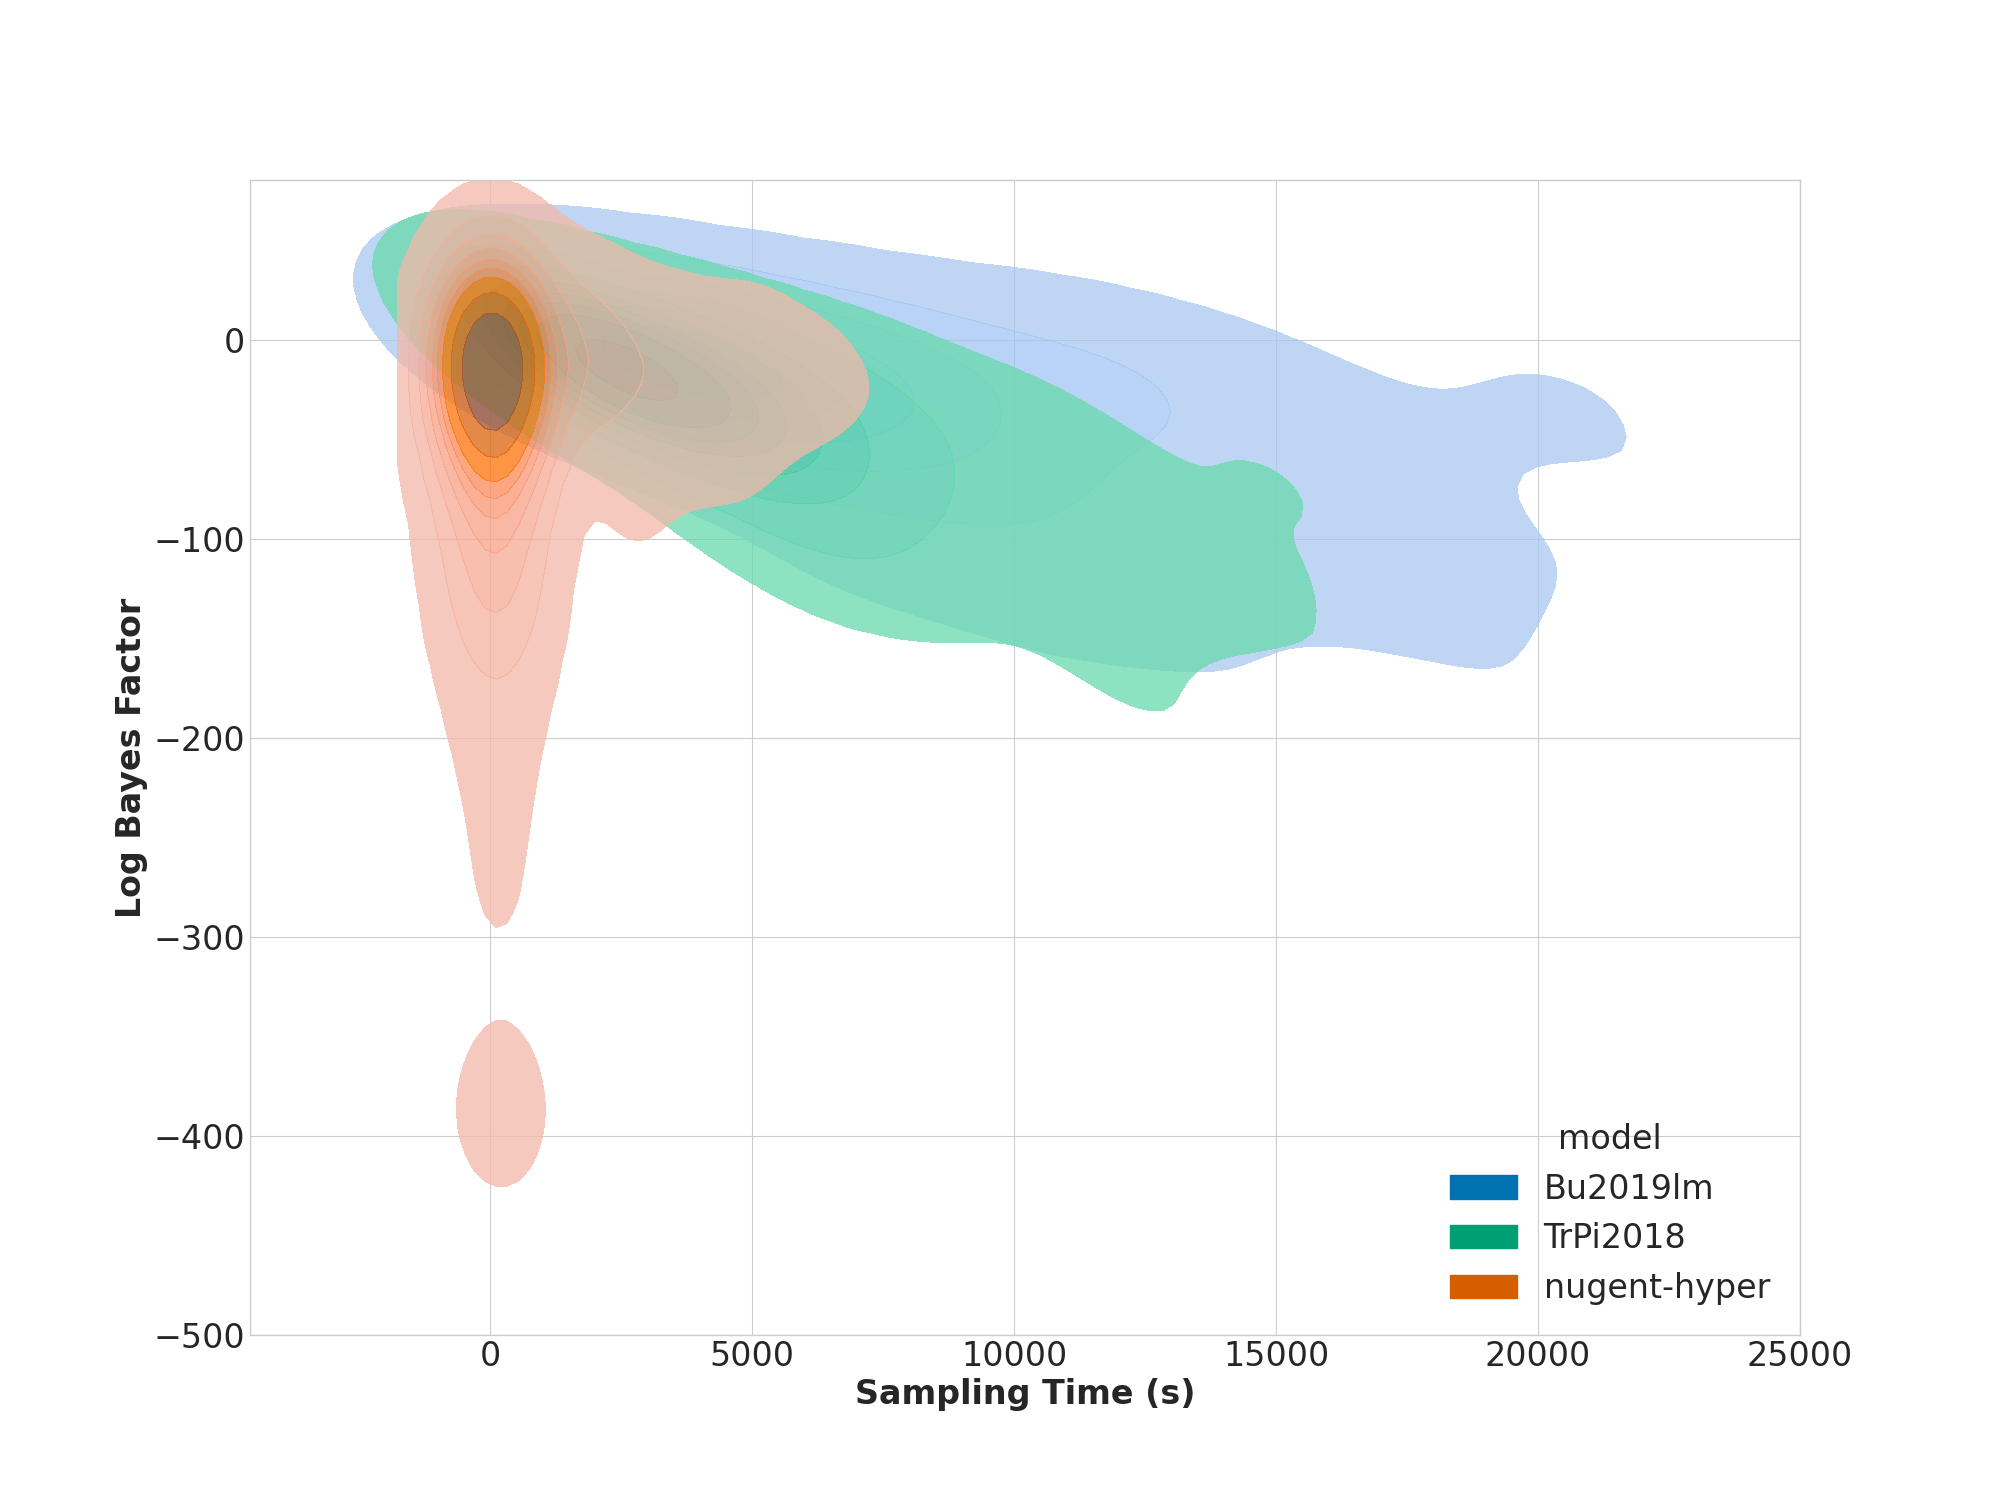 0
−100
−200
−300
−400
−500
Log Bayes Factor
0 5000 10000 15000 20000 25000
Sampling Time (s)
model
Bu2019lm
TrPi2018
nugent-hyper